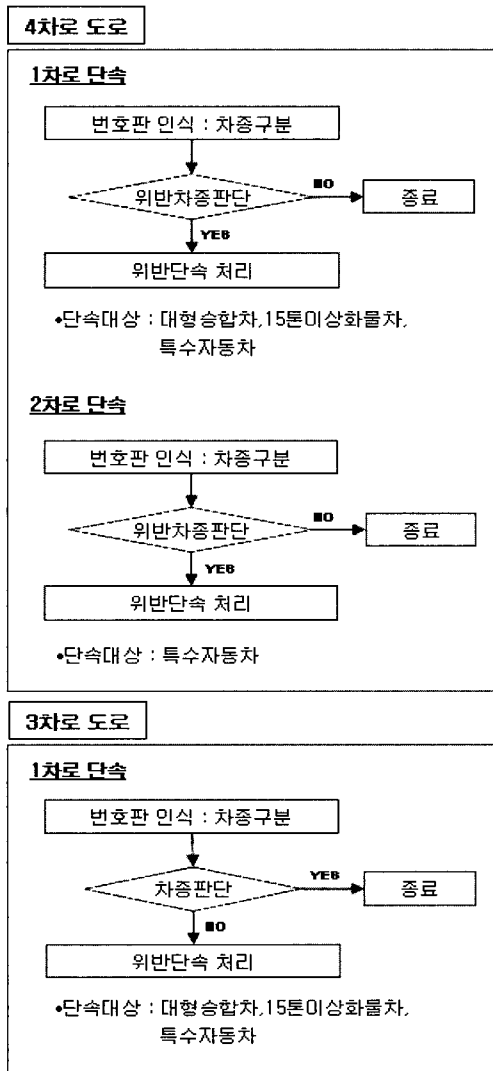 4차로 도로
1차로 단속
번호판 인식 : 차종구분
위반차종판단
NO
종료
YES
위반단속 처리
•단속대상 : 대형승합차,15톤이상화물차,
특수자동차
2차로 단속
번호판 인식 : 차종구분
위반차종판단
NO
종료
YES
위반단속 처리
•단속대상 : 특수자동차
3차로 도로
1차로 단속
번호판 인식 : 차종구분
차종판단
YES
종료
NO
위반단속 처리
•단속대상 : 대형승합차,15톤이상화물차,
특수자동차